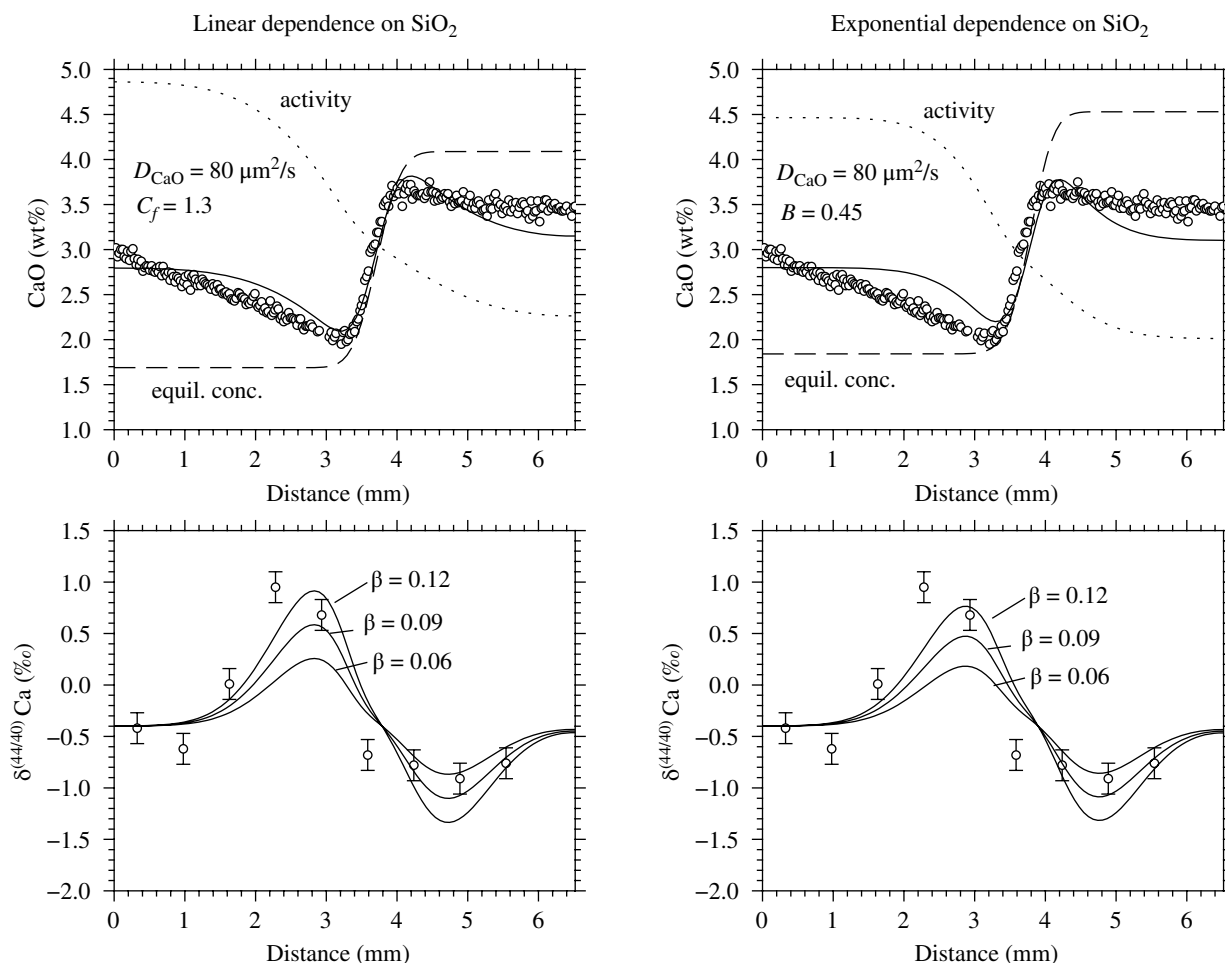 Linear dependence on SiO₂
5.0
4.5
4.0
3.5
3.0
2.5
2.0
1.5
1.0
CaO (wt%)
activity
D_CaO = 80 µm²/s
C_f = 1.3
equil. conc.
0 1 2 3 4 5 6
Distance (mm)
Exponential dependence on SiO₂
5.0
4.5
4.0
3.5
3.0
2.5
2.0
1.5
1.0
CaO (wt%)
activity
D_CaO = 80 µm²/s
B = 0.45
equil. conc.
0 1 2 3 4 5 6
Distance (mm)
1.5
1.0
0.5
0.0
−0.5
−1.0
−1.5
−2.0
δ⁽⁴⁴/⁴⁰⁾Ca (‰)
β = 0.12
β = 0.09
β = 0.06
0 1 2 3 4 5 6
Distance (mm)
1.5
1.0
0.5
0.0
−0.5
−1.0
−1.5
−2.0
δ⁽⁴⁴/⁴⁰⁾Ca (‰)
β = 0.12
β = 0.09
β = 0.06
0 1 2 3 4 5 6
Distance (mm)